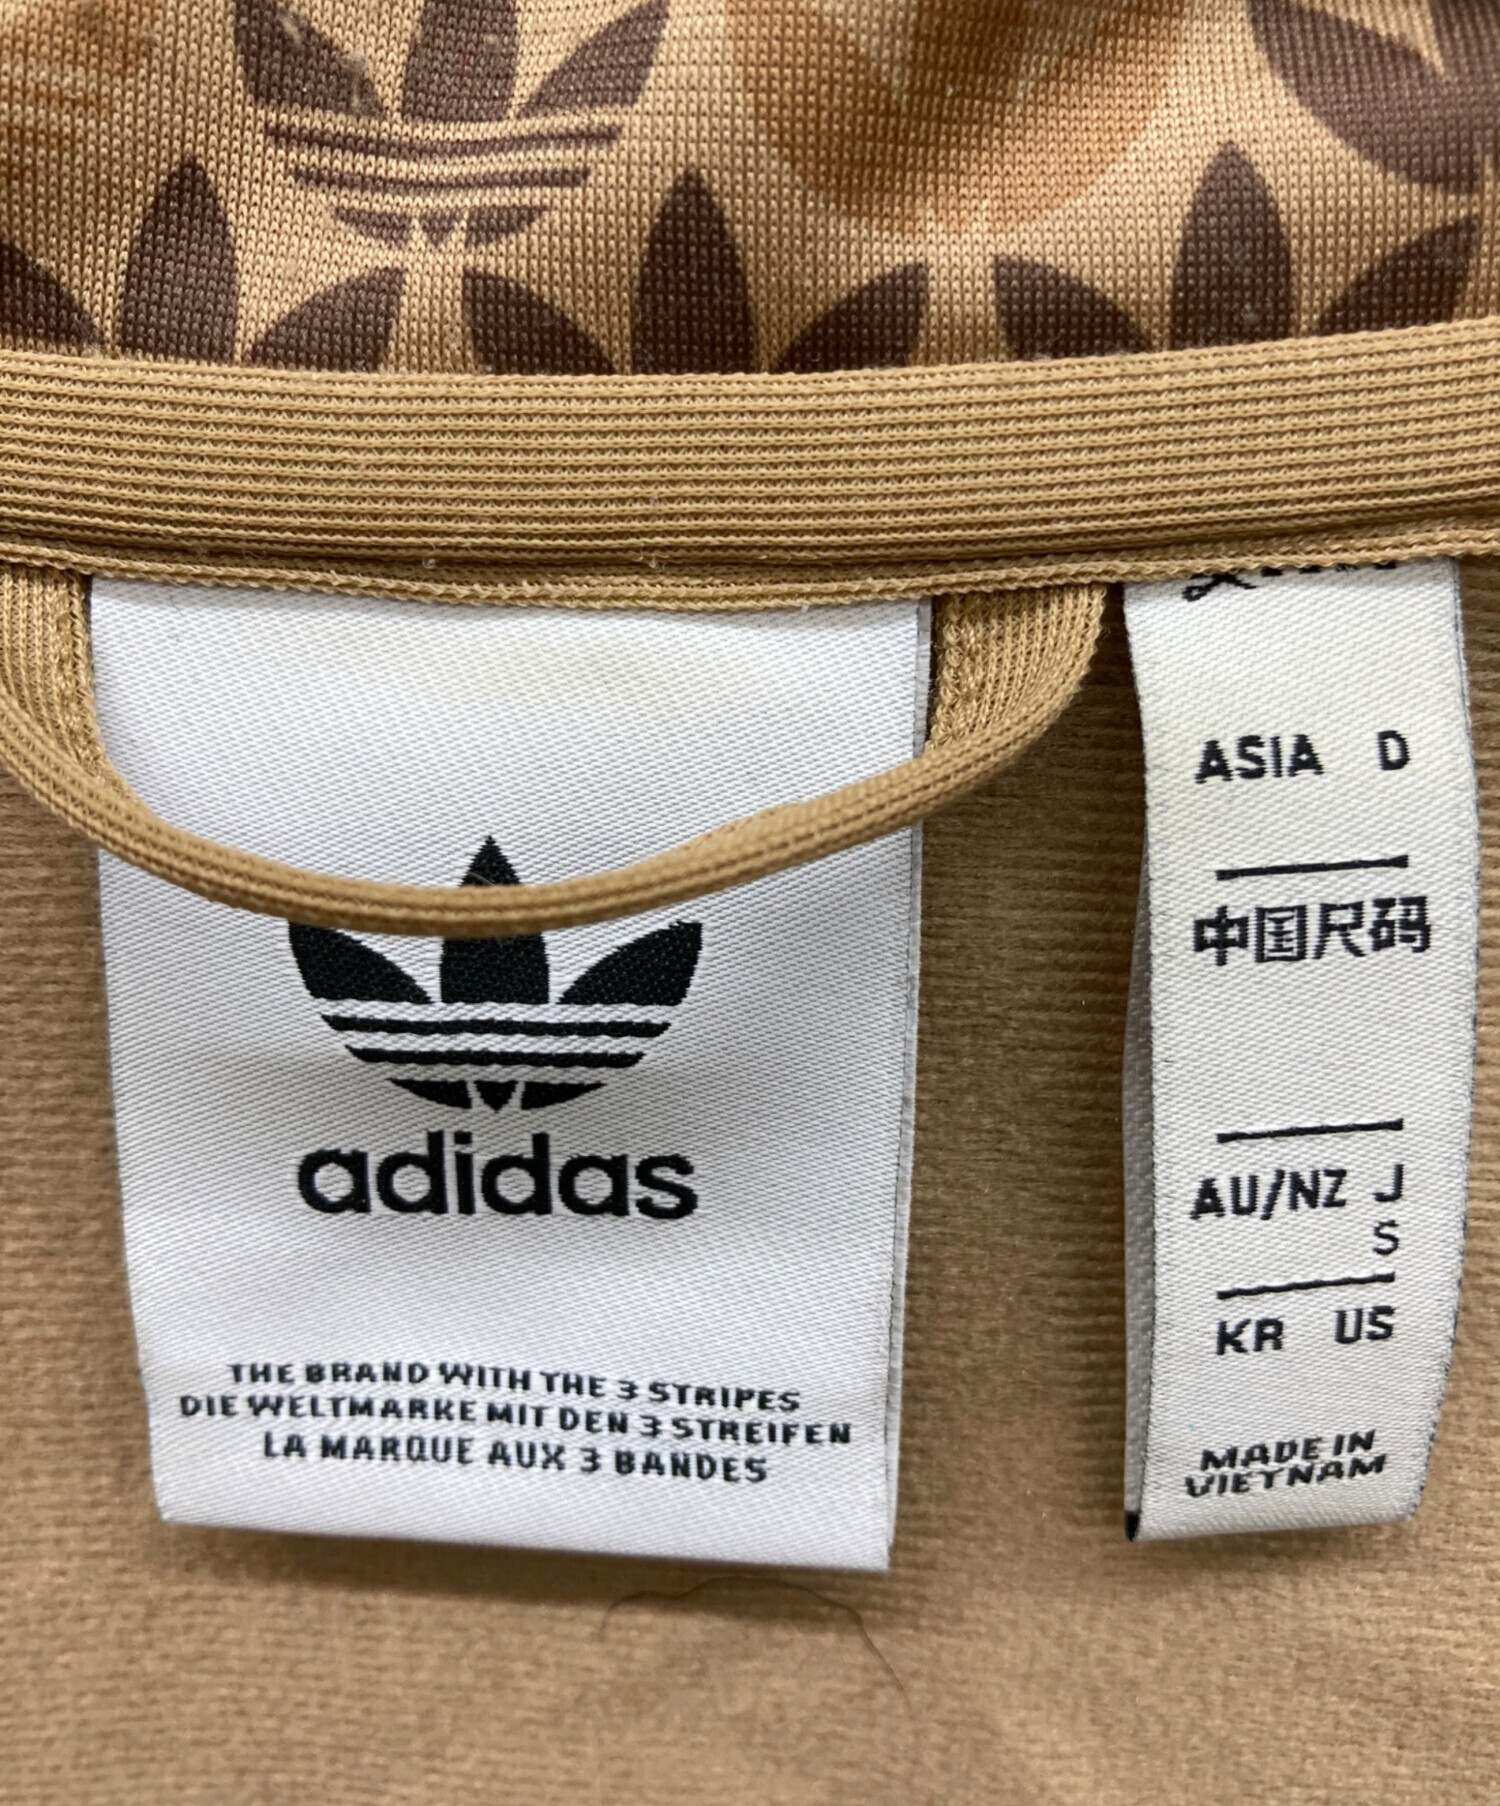 adidas
THE BRAND WITH THE 3 STRIPES
DIE WELTMARKE MIT DEN 3 STREIFEN
LA MARQUE AUX 3 BANDES
ASIA D
中国尺码
AU/NZ J
S
KR US
MADE IN
VIETNAM